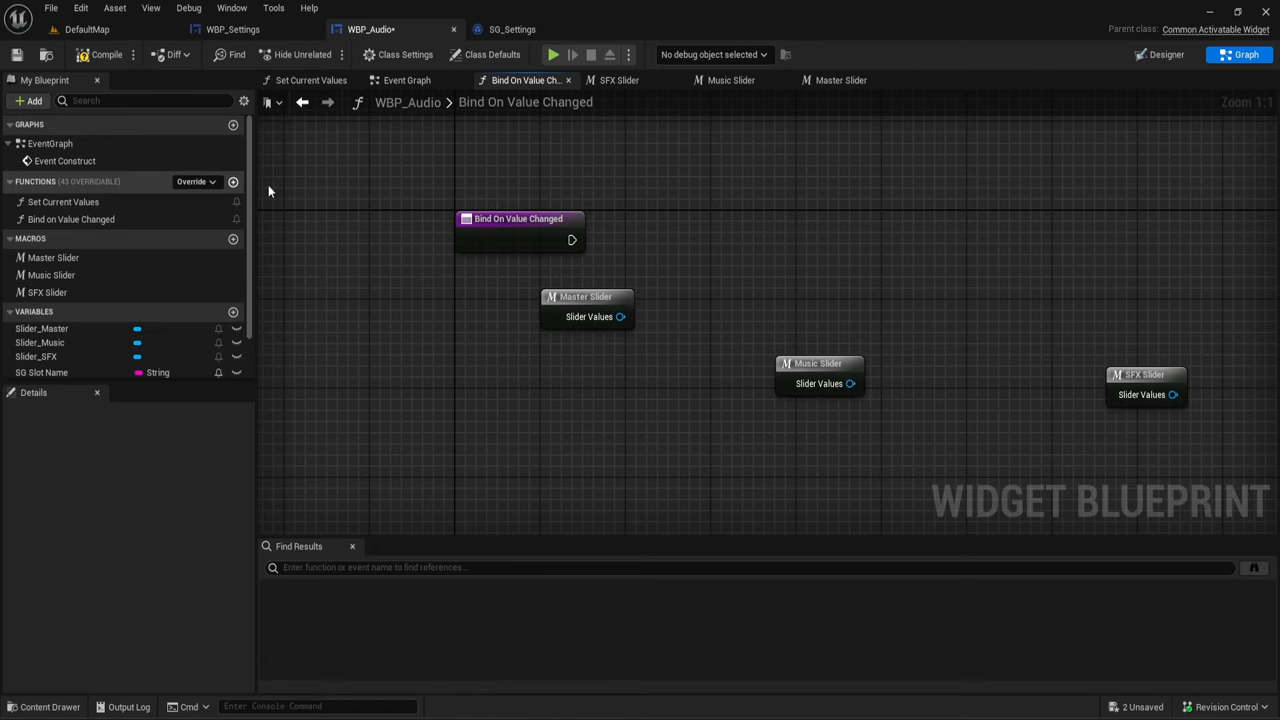 File Edit Asset View Debug Window Tools Help
DefaultMap WBP_Settings WBP_Audio• SG_Settings
Parent class: Common Activatable Widget
Compile Diff Find Hide Unrelated Class Settings Class Defaults No debug object selected Designer Graph
My Blueprint
Set Current Values Event Graph Bind On Value Ch... SFX Slider Music Slider Master Slider
Add Search
WBP_Audio Bind On Value Changed Zoom 1:1
GRAPHS
EventGraph
Event Construct
FUNCTIONS (43 OVERRIDABLE) Override
Set Current Values
Bind on Value Changed
MACROS
Master Slider
Music Slider
SFX Slider
VARIABLES
Slider_Master
Slider_Music
Slider_SFX
SG Slot Name String
Details
Bind On Value Changed
Master Slider
Slider Values
Music Slider
Slider Values
SFX Slider
Slider Values
WIDGET BLUEPRINT
Find Results
Enter function or event name to find references...
Content Drawer Output Log Cmd Enter Console Command 2 Unsaved Revision Control